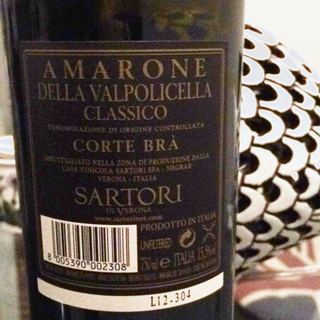 AMARONE
DELLA VALPOLICELLA
CLASSICO
DENOMINAZIONE DI ORIGINE CONTROLLATA
CORTE BRÀ
IMBOTTIGLIATO NELLA ZONA DI PRODUZIONE DALLA
CASA VINICOLA SARTORI SPA - NEGRAR
VERONA - ITALIA
SARTORI
DI VERONA
www.sartorinet.com
PRODOTTO IN ITALIA
UNFILTERED
750 ml e ITALIA 15,5% vol
8 005390 002308
L12-304